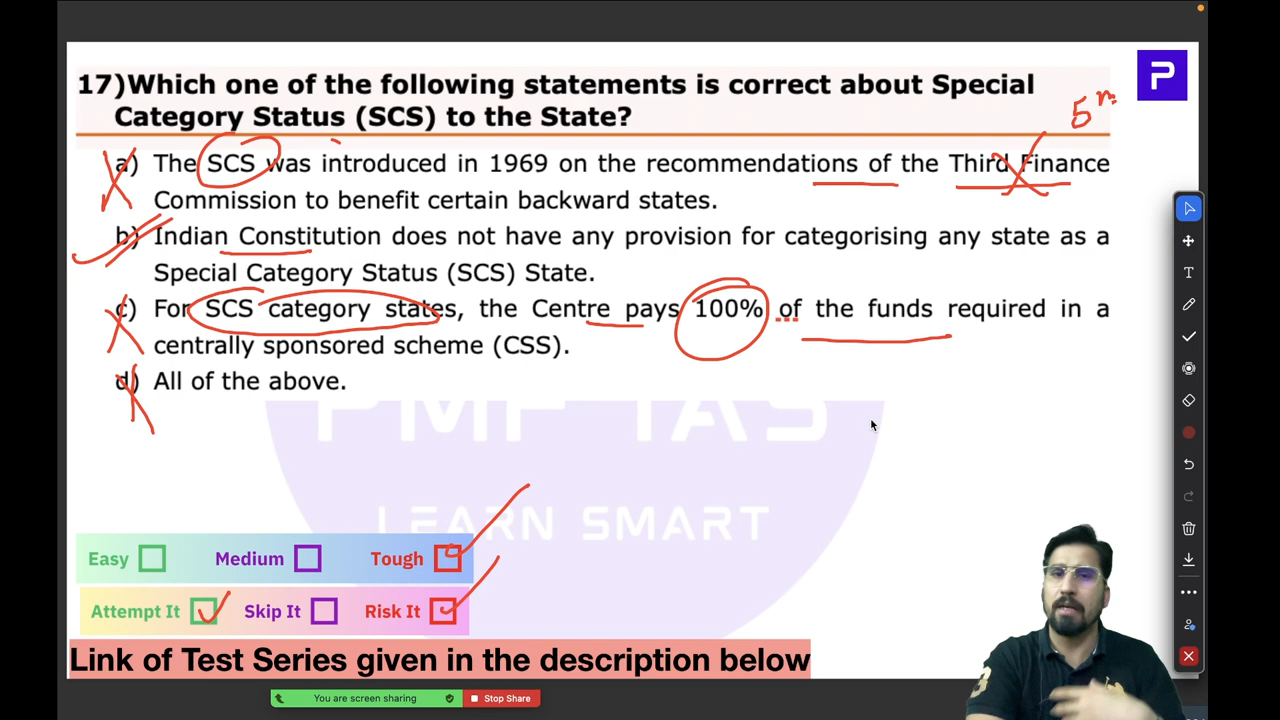 17)Which one of the following statements is correct about Special
Category Status (SCS) to the State?
P
5th
a) The SCS was introduced in 1969 on the recommendations of the Third Finance
Commission to benefit certain backward states.
b) Indian Constitution does not have any provision for categorising any state as a
Special Category Status (SCS) State.
c) For SCS category states, the Centre pays 100% of the funds required in a
centrally sponsored scheme (CSS).
d) All of the above.
PMF IAS
LEARN SMART
Easy Medium Tough
Attempt It Skip It Risk It
Link of Test Series given in the description below
You are screen sharing Stop Share
T
3